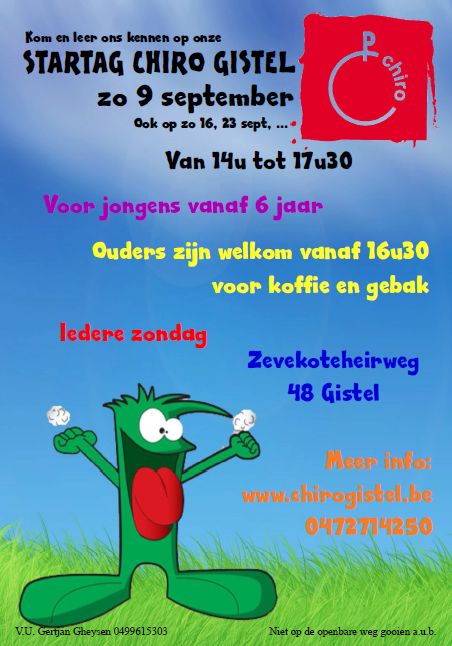 Kom en leer ons kennen op onze
STARTAG CHIRO GISTEL
zo 9 september
Ook op zo 16, 23 sept, ...
chiro
Van 14u tot 17u30
Voor jongens vanaf 6 jaar
Ouders zijn welkom vanaf 16u30
voor koffie en gebak
Iedere zondag
Zevekoteheirweg
48 Gistel
Meer info:
www.chirogistel.be
0472714250
V.U. Gertjan Gheysen 0499615303
Niet op de openbare weg gooien a.u.b.